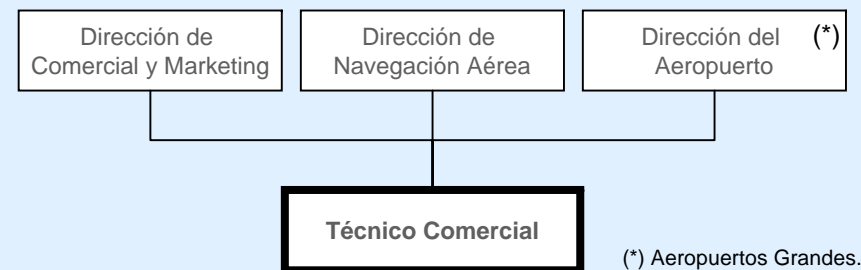 Dirección de
Comercial y Marketing
Dirección de
Navegación Aérea
Dirección del (*)
Aeropuerto
Técnico Comercial
(*) Aeropuertos Grandes.